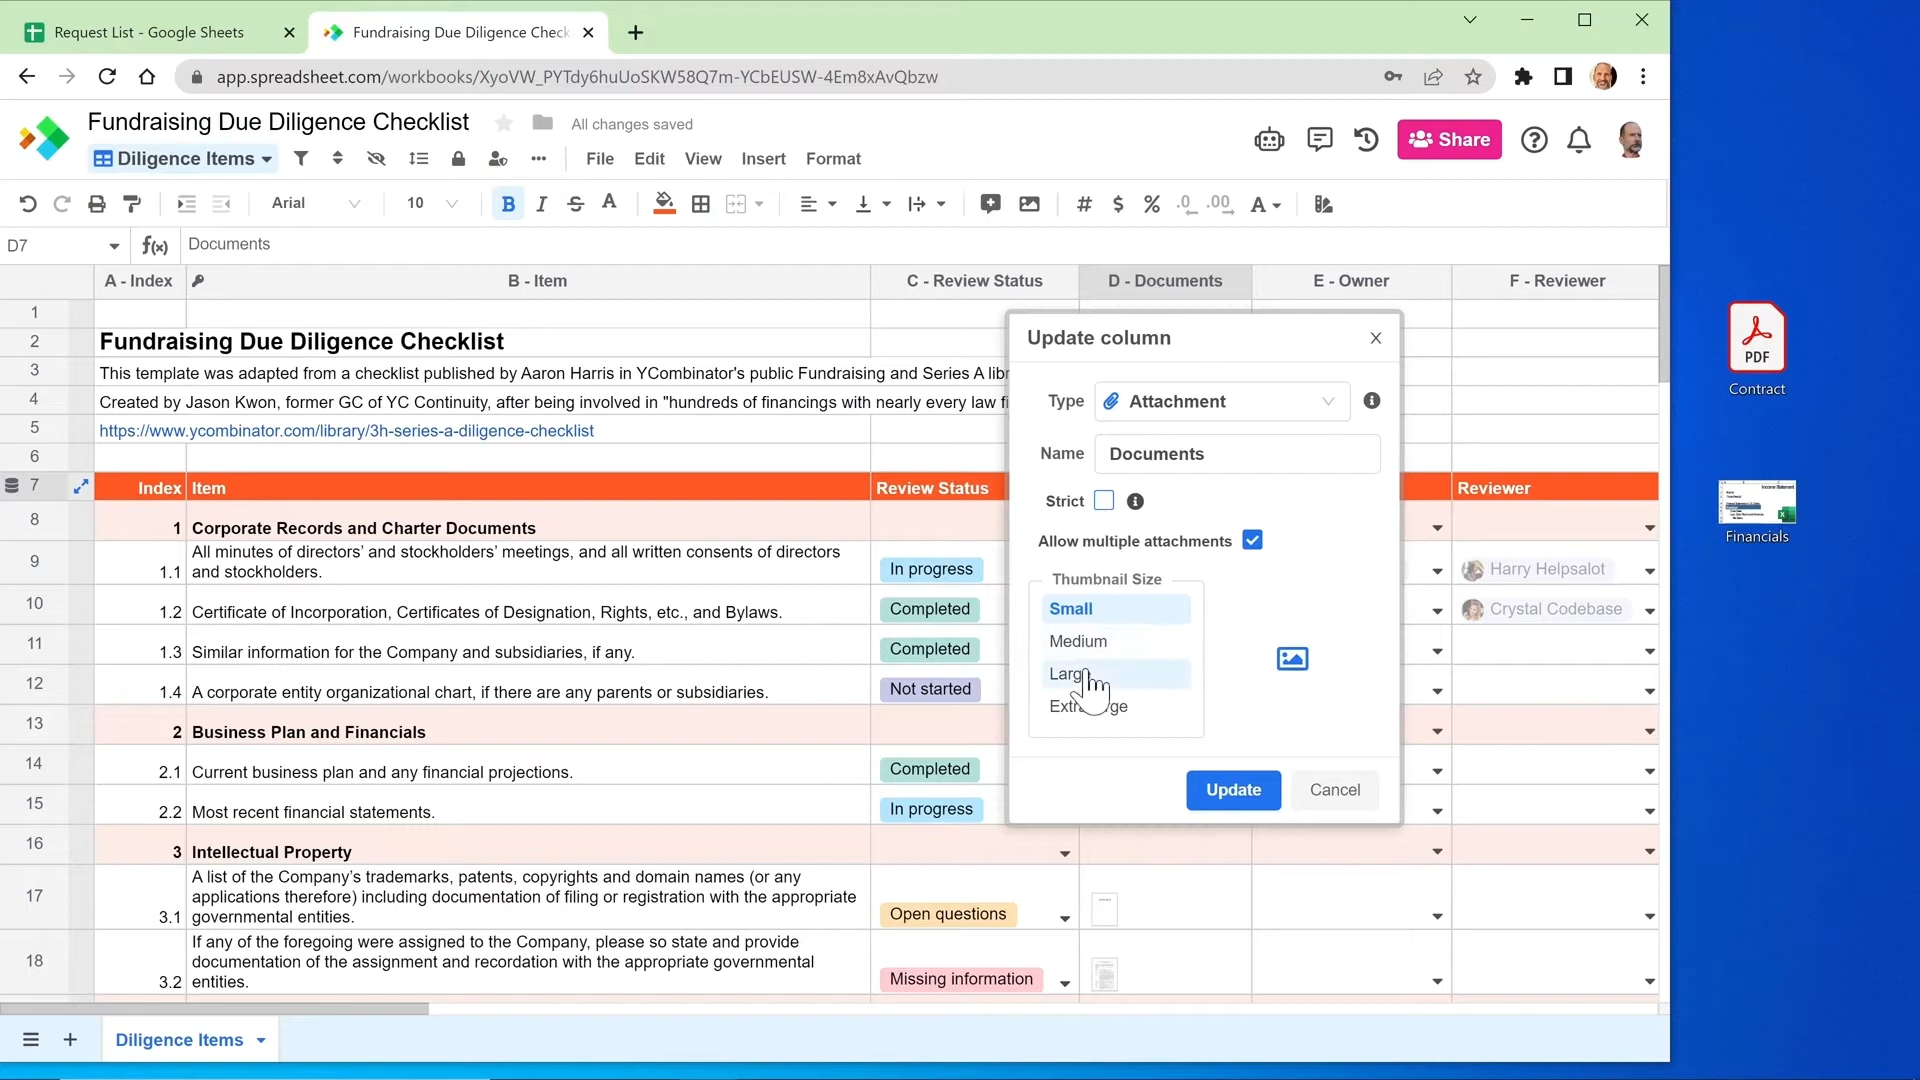 Request List - Google Sheets
Fundraising Due Diligence Check
app.spreadsheet.com/workbooks/XyoVW_PYTdy6huUoSKW58Q7m-YCbEUSW-4Em8xAvQbzw
Fundraising Due Diligence Checklist
All changes saved
Diligence Items
File Edit View Insert Format
Share
Arial 10
D7
f(x)
Documents
A - Index B - Item C - Review Status D - Documents E - Owner F - Reviewer
1
2 Fundraising Due Diligence Checklist
3 This template was adapted from a checklist published by Aaron Harris in YCombinator's public Fundraising and Series A libr
4 Created by Jason Kwon, former GC of YC Continuity, after being involved in "hundreds of financings with nearly every law fi
5 https://www.ycombinator.com/library/3h-series-a-diligence-checklist
6
7 Index Item Review Status Reviewer
8 1 Corporate Records and Charter Documents
9 1.1 All minutes of directors' and stockholders' meetings, and all written consents of directors
and stockholders.
In progress
Harry Helpsalot
10 1.2 Certificate of Incorporation, Certificates of Designation, Rights, etc., and Bylaws.
Completed
Crystal Codebase
11 1.3 Similar information for the Company and subsidiaries, if any.
Completed
12 1.4 A corporate entity organizational chart, if there are any parents or subsidiaries.
Not started
13 2 Business Plan and Financials
14 2.1 Current business plan and any financial projections.
Completed
15 2.2 Most recent financial statements.
In progress
16 3 Intellectual Property
17 3.1 A list of the Company's trademarks, patents, copyrights and domain names (or any
applications therefore) including documentation of filing or registration with the appropriate
governmental entities.
Open questions
18 3.2 If any of the foregoing were assigned to the Company, please so state and provide
documentation of the assignment and recordation with the appropriate governmental
entities.
Missing information
Update column
Type Attachment
Name Documents
Strict
Allow multiple attachments
Thumbnail Size
Small
Medium
Large
Update Cancel
Diligence Items
PDF
Contract
Financials